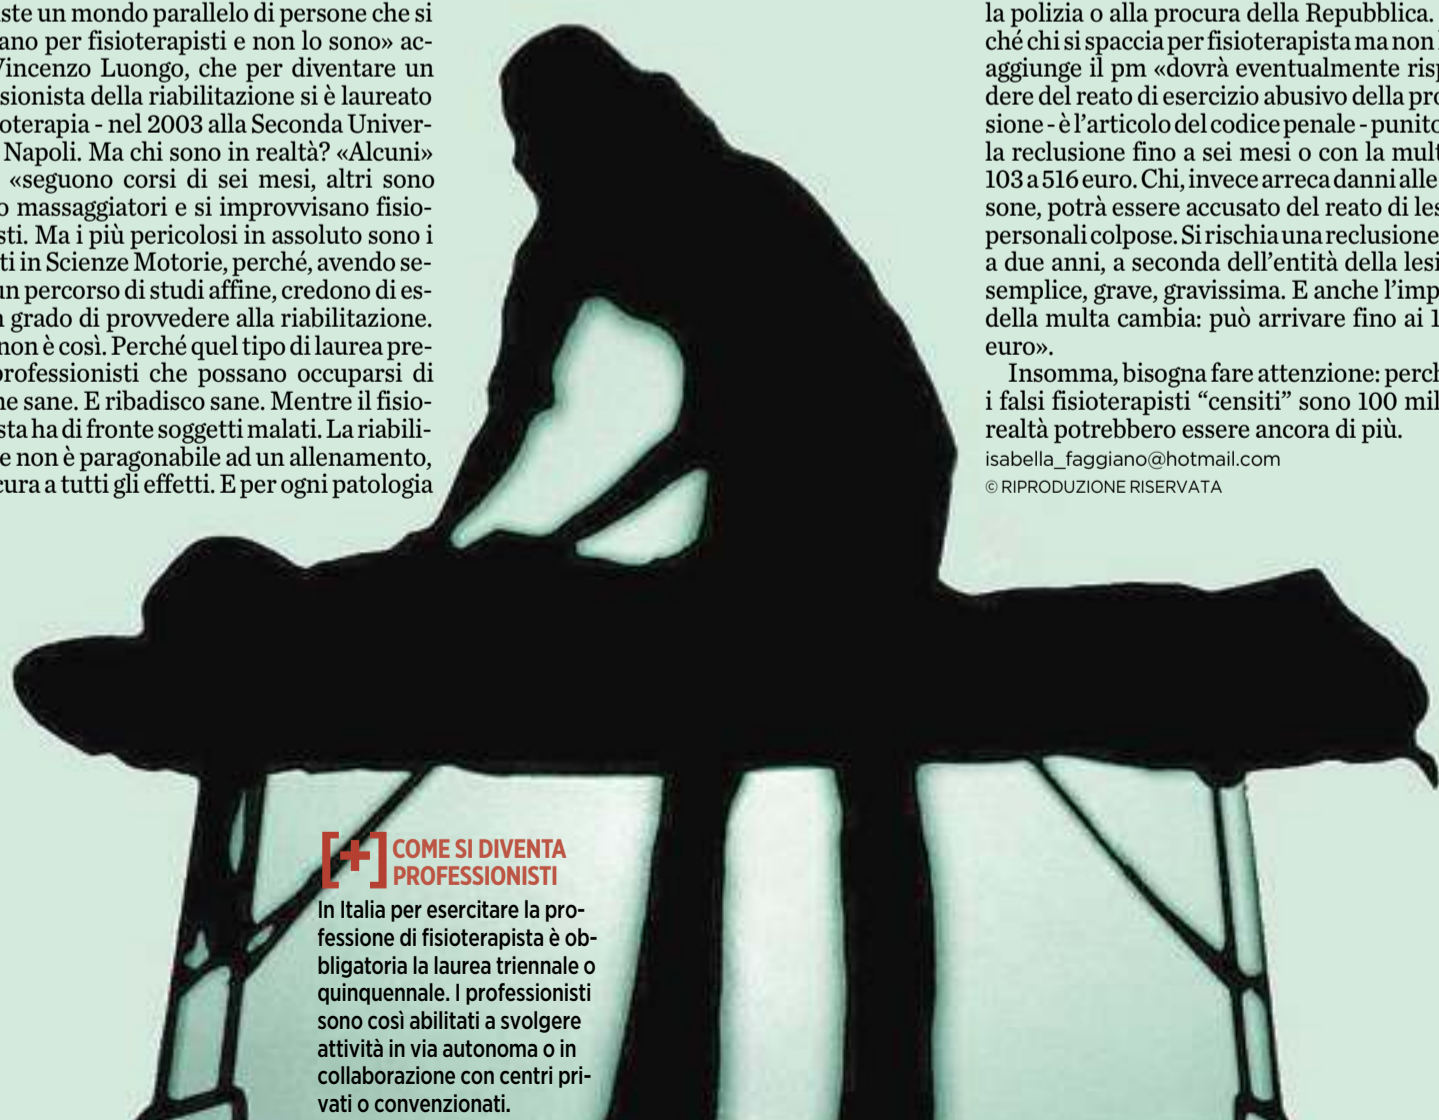 ste un mondo parallelo di persone che si
ano per fisioterapisti e non lo sono» ac-
Vincenzo Luongo, che per diventare un
sionista della riabilitazione si è laureato
oterapia - nel 2003 alla Seconda Univer-
Napoli. Ma chi sono in realtà? «Alcuni»
«seguono corsi di sei mesi, altri sono
o massaggiatori e si improvvisano fisio-
sti. Ma i più pericolosi in assoluto sono i
ti in Scienze Motorie, perché, avendo se-
un percorso di studi affine, credono di es-
n grado di provvedere alla riabilitazione.
non è così. Perché quel tipo di laurea pre-
professionisti che possano occuparsi di
ne sane. E ribadisco sane. Mentre il fisio-
sta ha di fronte soggetti malati. La riabili-
e non è paragonabile ad un allenamento,
cura a tutti gli effetti. E per ogni patologia
la polizia o alla procura della Repubblica.
ché chi si spaccia per fisioterapista ma non
aggiunge il pm «dovrà eventualmente risp
dere del reato di esercizio abusivo della pro
sione - è l'articolo del codice penale - punito
la reclusione fino a sei mesi o con la mult
103 a 516 euro. Chi, invece arreca danni alle
sone, potrà essere accusato del reato di les
personali colpose. Si rischia una reclusione
a due anni, a seconda dell'entità della lesi
semplice, grave, gravissima. E anche l'imp
della multa cambia: può arrivare fino ai 1
euro».
Insomma, bisogna fare attenzione: perch
i falsi fisioterapisti “censiti” sono 100 mil
realtà potrebbero essere ancora di più.
isabella_faggiano@hotmail.com
© RIPRODUZIONE RISERVATA
[+] COME SI DIVENTA
PROFESSIONISTI
In Italia per esercitare la pro-
fessione di fisioterapista è ob-
bligatoria la laurea triennale o
quinquennale. I professionisti
sono così abilitati a svolgere
attività in via autonoma o in
collaborazione con centri pri-
vati o convenzionati.